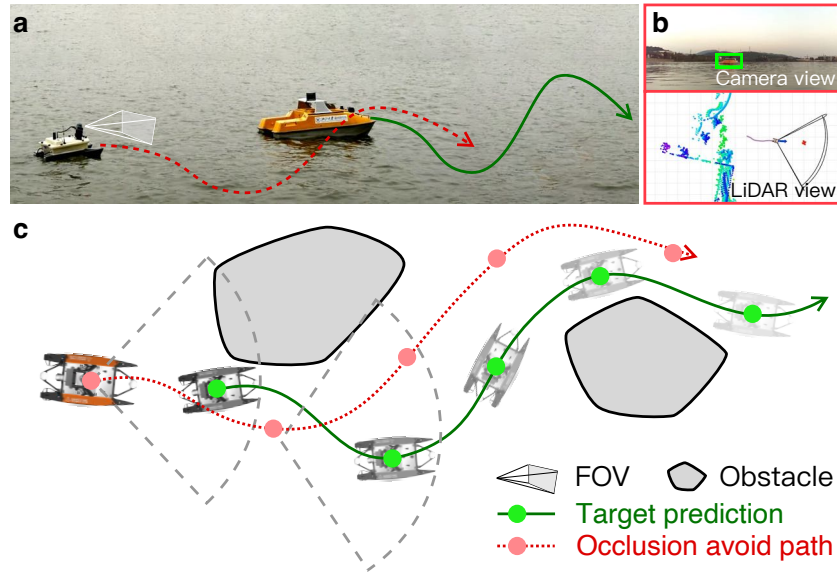 a
b
Camera view
LiDAR view
c
FOV
Obstacle
Target prediction
Occlusion avoid path